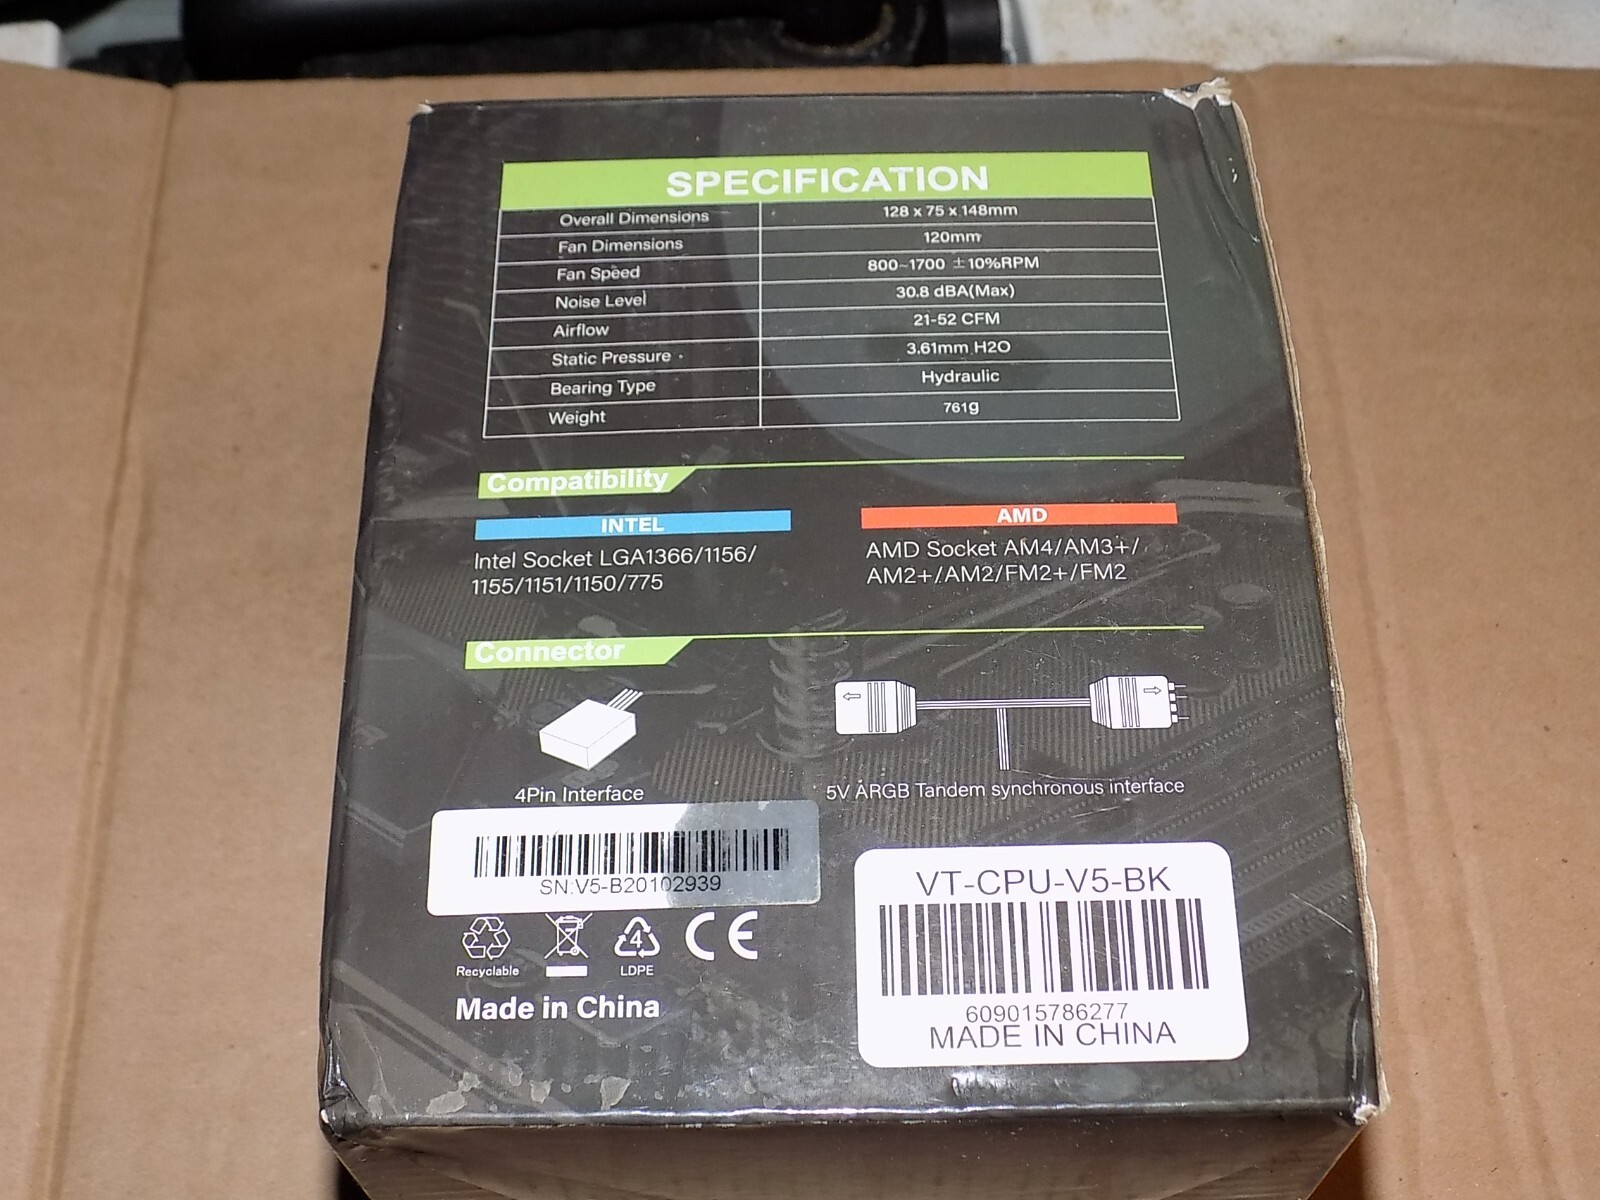 SPECIFICATION
Overall Dimensions 128 x 75 x 148mm
Fan Dimensions 120mm
Fan Speed 800~1700 ±10%RPM
Noise Level 30.8 dBA(Max)
Airflow 21-52 CFM
Static Pressure 3.61mm H2O
Bearing Type Hydraulic
Weight 761g
Compatibility
INTEL
Intel Socket LGA1366/1156/
1155/1151/1150/775
AMD
AMD Socket AM4/AM3+/
AM2+/AM2/FM2+/FM2
Connector
4Pin Interface
5V ARGB Tandem synchronous interface
SN:V5-B20102939
Recyclable
4
LDPE
CE
Made in China
VT-CPU-V5-BK
609015786277
MADE IN CHINA